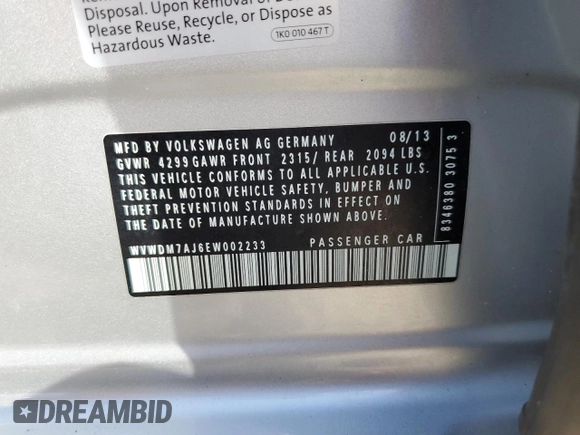 Disposal. Upon Removal
Please Reuse, Recycle, or Dispose as
Hazardous Waste.
1K0 010 467 T
MFD BY VOLKSWAGEN AG GERMANY 08/13
GVWR 4299 GAWR FRONT 2315/ REAR 2094 LBS
THIS VEHICLE CONFORMS TO ALL APPLICABLE U.S.
FEDERAL MOTOR VEHICLE SAFETY, BUMPER AND
THEFT PREVENTION STANDARDS IN EFFECT ON
THE DATE OF MANUFACTURE SHOWN ABOVE.
WVWDM7AJ6EW002233 PASSENGER CAR
8346380 3075 3
DREAMBID